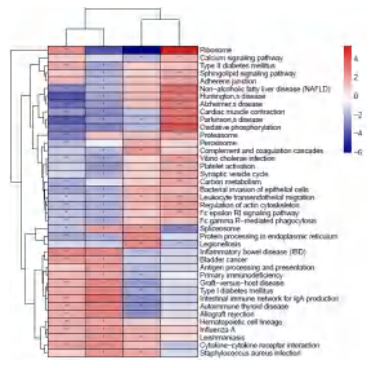 Ribosome
Calcium signaling pathway
Type II diabetes mellitus
Sphingolipid signaling pathway
Adherens junction
Non-alcoholic fatty liver disease (NAFLD)
Huntington,s disease
Alzheimer,s disease
Cardiac muscle contraction
Parkinson,s disease
Oxidative phosphorylation
Proteasome
Peroxisome
Complement and coagulation cascades
Vibrio cholerae infection
Platelet activation
Synaptic vesicle cycle
Carbon metabolism
Bacterial invasion of epithelial cells
Leukocyte transendothelial migration
Regulation of actin cytoskeleton
Fc epsilon RI signaling pathway
Fc gamma R-mediated phagocytosis
Spliceosome
Protein processing in endoplasmic reticulum
Legionellosis
Inflammatory bowel disease (IBD)
Bladder cancer
Antigen processing and presentation
Primary immunodeficiency
Graft-versus-host disease
Type I diabetes mellitus
Intestinal immune network for IgA production
Autoimmune thyroid disease
Allograft rejection
Hematopoietic cell lineage
Influenza A
Leishmaniasis
Cytokine-cytokine receptor interaction
Staphylococcus aureus infection
4
2
0
-2
-4
-6